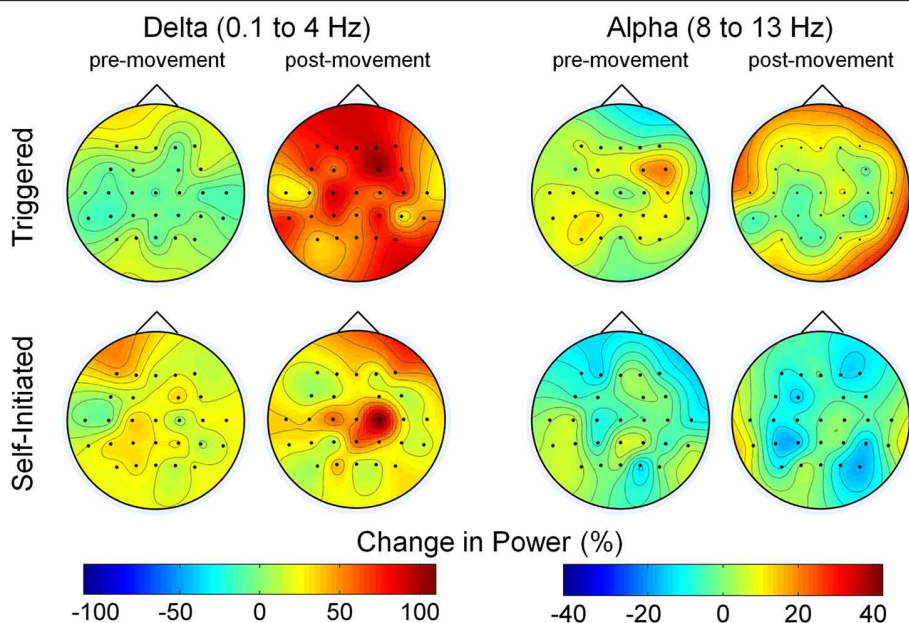 Delta (0.1 to 4 Hz) Alpha (8 to 13 Hz)
pre-movement post-movement pre-movement post-movement
Triggered
Self-Initiated
Change in Power (%)
-100 -50 0 50 100 -40 -20 0 20 40